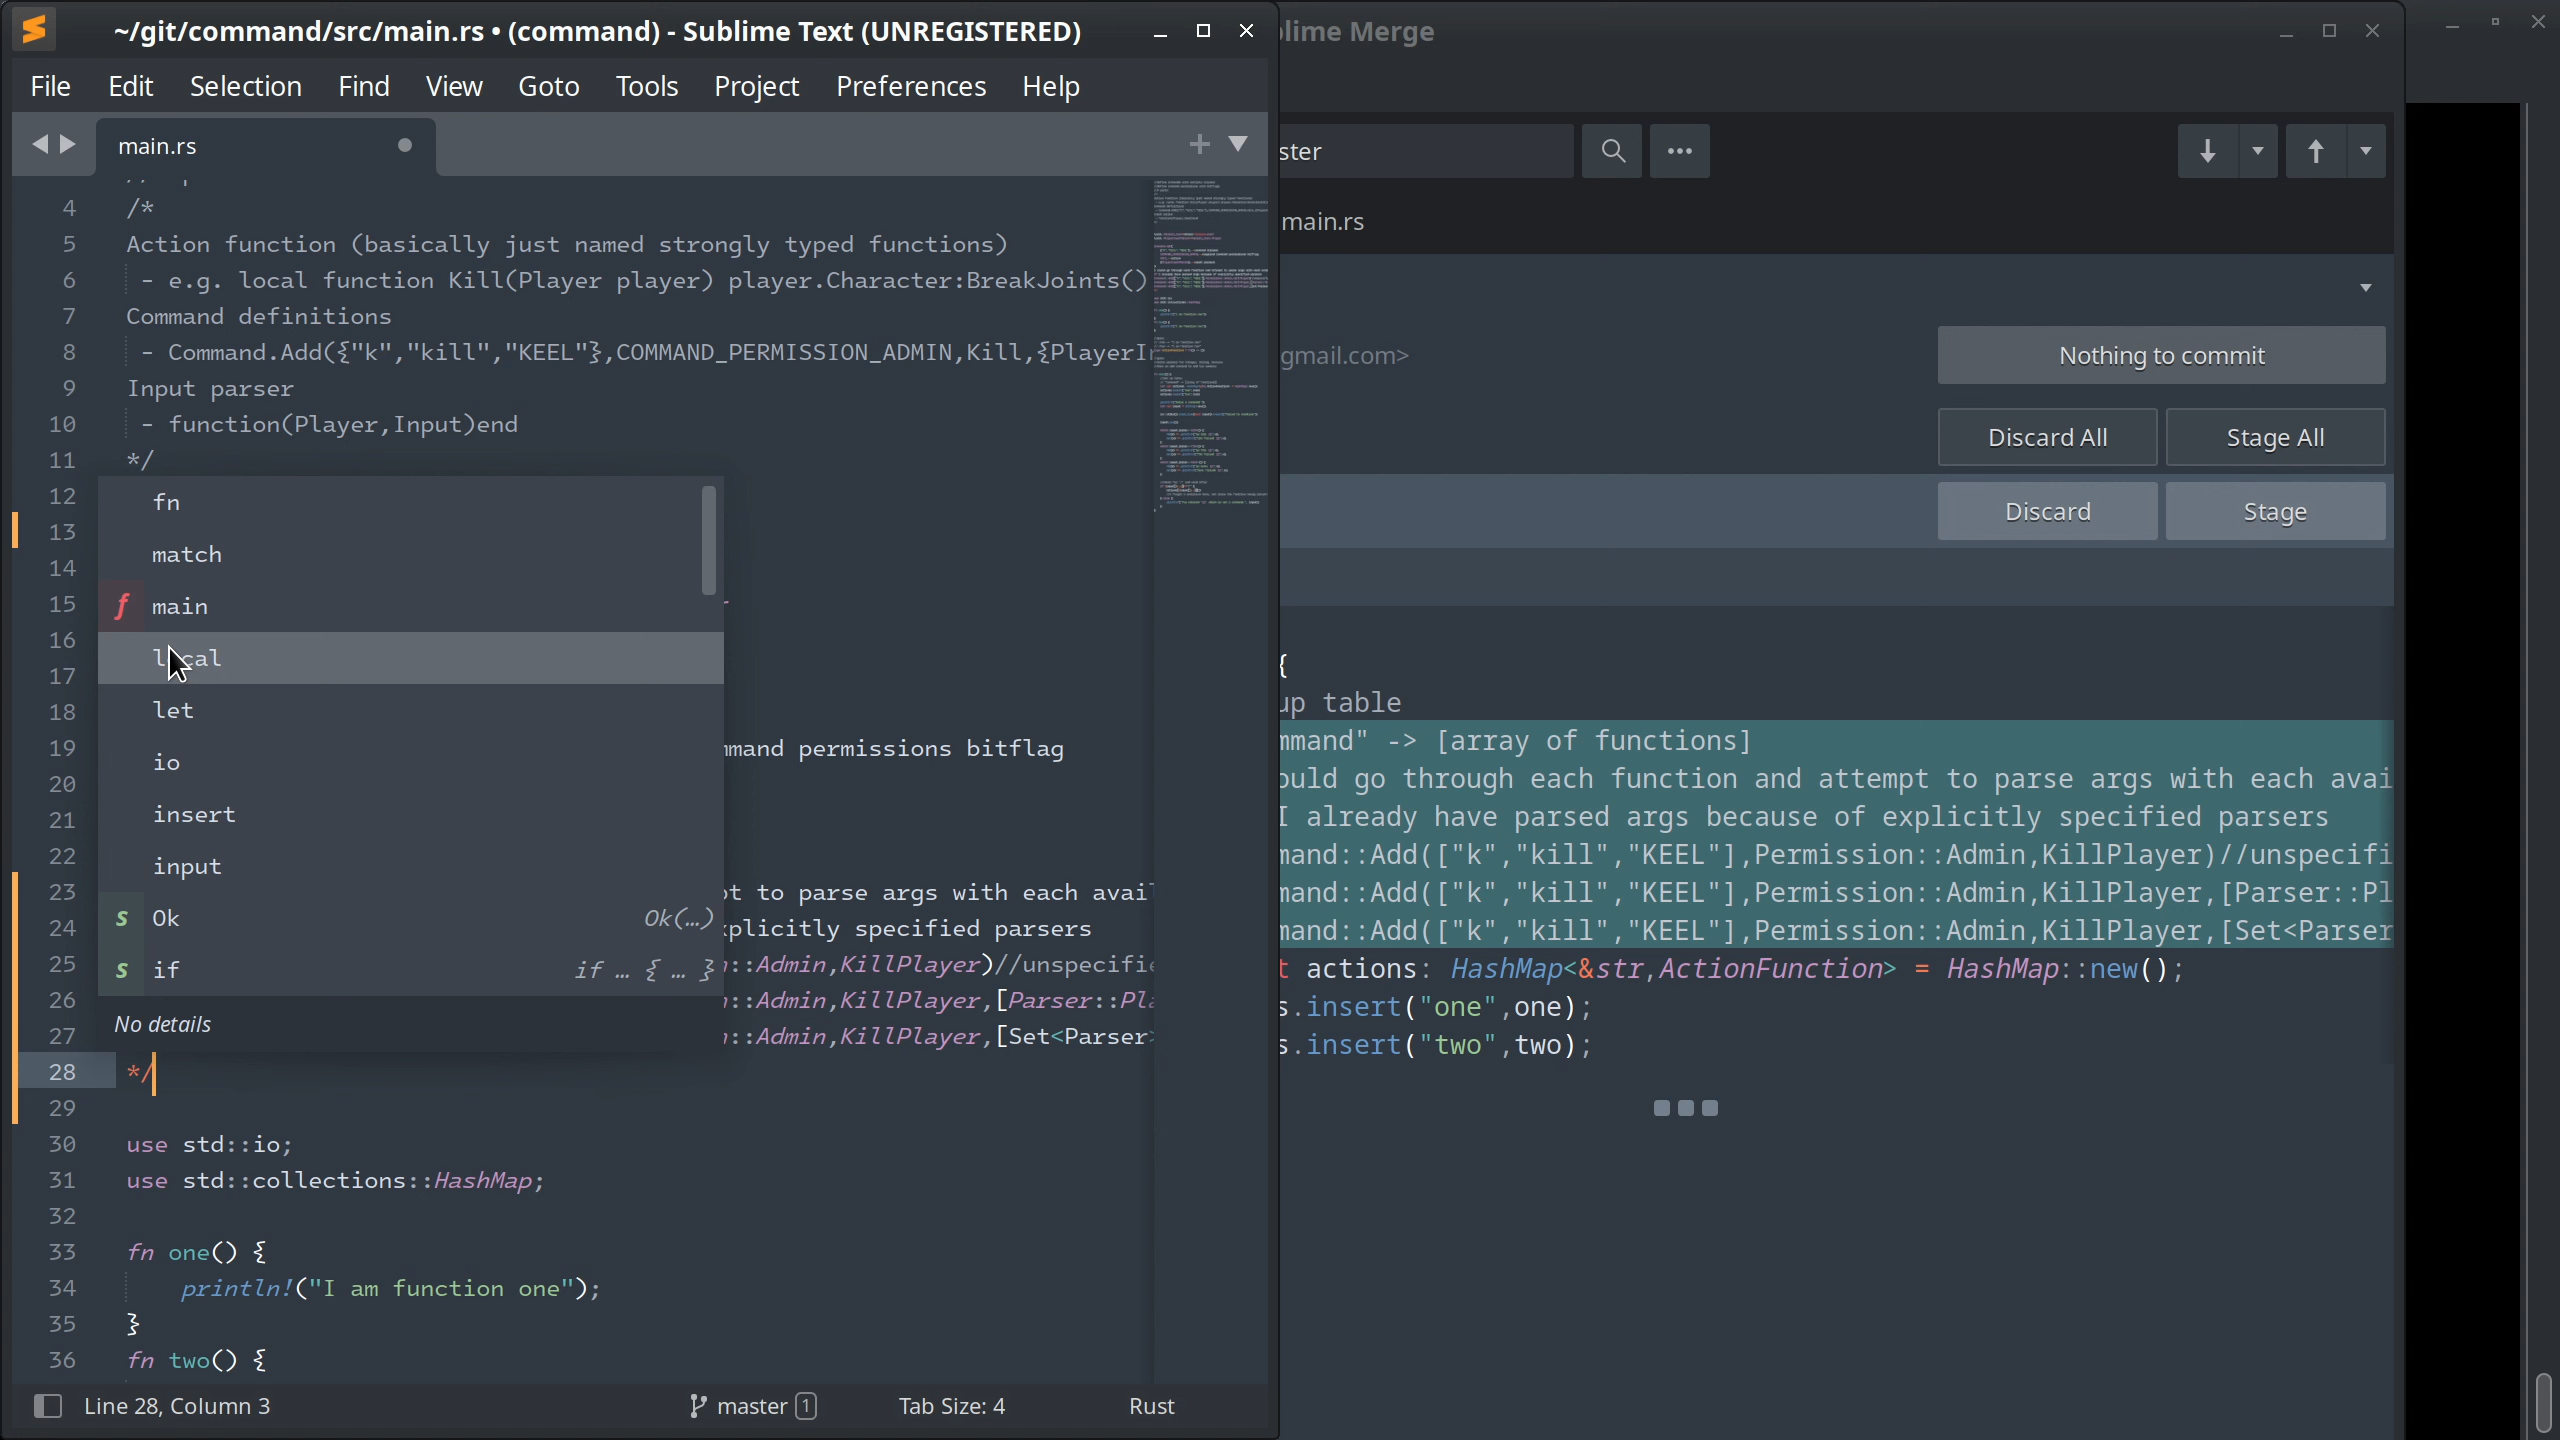 ~/git/command/src/main.rs • (command) - Sublime Text (UNREGISTERED)
File Edit Selection Find View Goto Tools Project Preferences Help
main.rs
4 /*
5 Action function (basically just named strongly typed functions)
6 - e.g. local function Kill(Player player) player.Character:BreakJoints()
7 Command definitions
8 - Command.Add({"k","kill","KEEL"},COMMAND_PERMISSION_ADMIN,Kill,{PlayerIn
9 Input parser
10 - function(Player,Input)end
11 */
12
fn
13
match
14
15
f main
16
local
17
18
let
19 mmand permissions bitflag
io
20
21
insert
22
input
23 pt to parse args with each avail
Ok Ok(…)
24 xplicitly specified parsers
25 n::Admin,KillPlayer)//unspecifie
s if if … { … }
26 n::Admin,KillPlayer,[Parser::Pla
No details
27 n::Admin,KillPlayer,[Set<Parser>
28 */
29
30 use std::io;
31 use std::collections::HashMap;
32
33 fn one() {
34 println!("I am function one");
35 }
36 fn two() {
Line 28, Column 3 master 1 Tab Size: 4 Rust
blime Merge
ster
main.rs
gmail.com>
Nothing to commit
Discard All Stage All
Discard Stage
{
up table
mmand" -> [array of functions]
ould go through each function and attempt to parse args with each avai
I already have parsed args because of explicitly specified parsers
mand::Add(["k","kill","KEEL"],Permission::Admin,KillPlayer)//unspecifi
mand::Add(["k","kill","KEEL"],Permission::Admin,KillPlayer,[Parser::Pl
mand::Add(["k","kill","KEEL"],Permission::Admin,KillPlayer,[Set<Parser
t actions: HashMap<&str,ActionFunction> = HashMap::new();
s.insert("one",one);
s.insert("two",two);